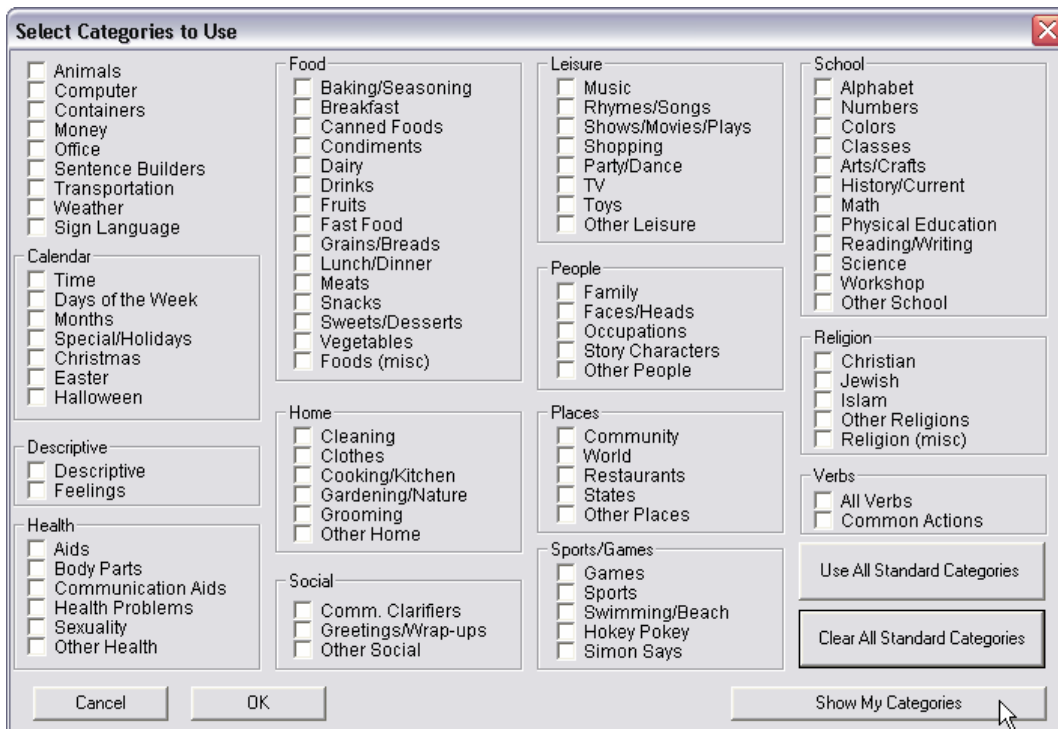 Select Categories to Use
Animals
Computer
Containers
Money
Office
Sentence Builders
Transportation
Weather
Sign Language
Calendar
Time
Days of the Week
Months
Special/Holidays
Christmas
Easter
Halloween
Descriptive
Descriptive
Feelings
Health
Aids
Body Parts
Communication Aids
Health Problems
Sexuality
Other Health
Food
Baking/Seasoning
Breakfast
Canned Foods
Condiments
Dairy
Drinks
Fruits
Fast Food
Grains/Breads
Lunch/Dinner
Meats
Snacks
Sweets/Desserts
Vegetables
Foods (misc)
Home
Cleaning
Clothes
Cooking/Kitchen
Gardening/Nature
Grooming
Other Home
Social
Comm. Clarifiers
Greetings/Wrap-ups
Other Social
Leisure
Music
Rhymes/Songs
Shows/Movies/Plays
Shopping
Party/Dance
TV
Toys
Other Leisure
People
Family
Faces/Heads
Occupations
Story Characters
Other People
Places
Community
World
Restaurants
States
Other Places
Sports/Games
Games
Sports
Swimming/Beach
Hokey Pokey
Simon Says
School
Alphabet
Numbers
Colors
Classes
Arts/Crafts
History/Current
Math
Physical Education
Reading/Writing
Science
Workshop
Other School
Religion
Christian
Jewish
Islam
Other Religions
Religion (misc)
Verbs
All Verbs
Common Actions
Use All Standard Categories
Clear All Standard Categories
Cancel
OK
Show My Categories